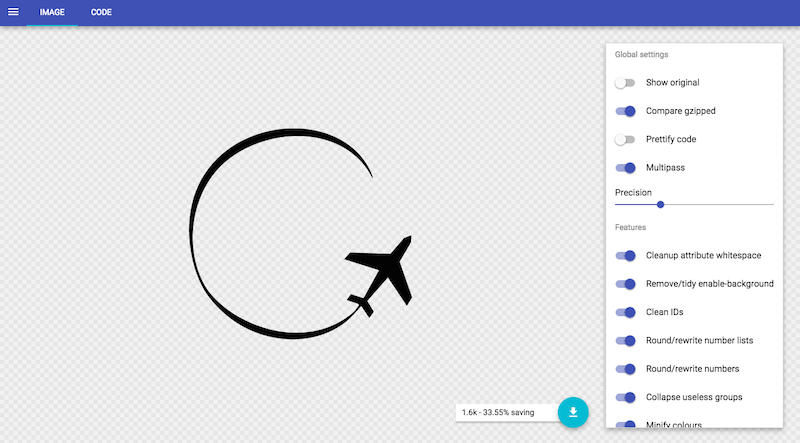 IMAGE CODE
Global settings
Show original
Compare gzipped
Prettify code
Multipass
Precision
Features
Cleanup attribute whitespace
Remove/tidy enable-background
Clean IDs
Round/rewrite number lists
Round/rewrite numbers
Collapse useless groups
Minify colours
1.6k - 33.55% saving